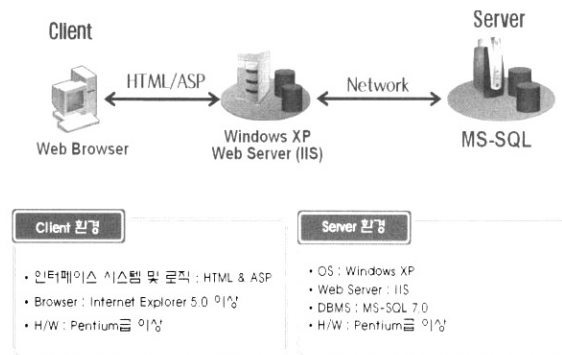 Client
Server
HTML/ASP
Network
Web Browser
Windows XP
Web Server (IIS)
MS-SQL
Client 환경
• 인터페이스 시스템 및 로직 : HTML & ASP
• Browser : Internet Explorer 5.0 이상
• H/W : Pentium급 이상
Server 환경
• OS : Windows XP
• Web Server : IIS
• DBMS : MS-SQL 7.0
• H/W : Pentium급 이상